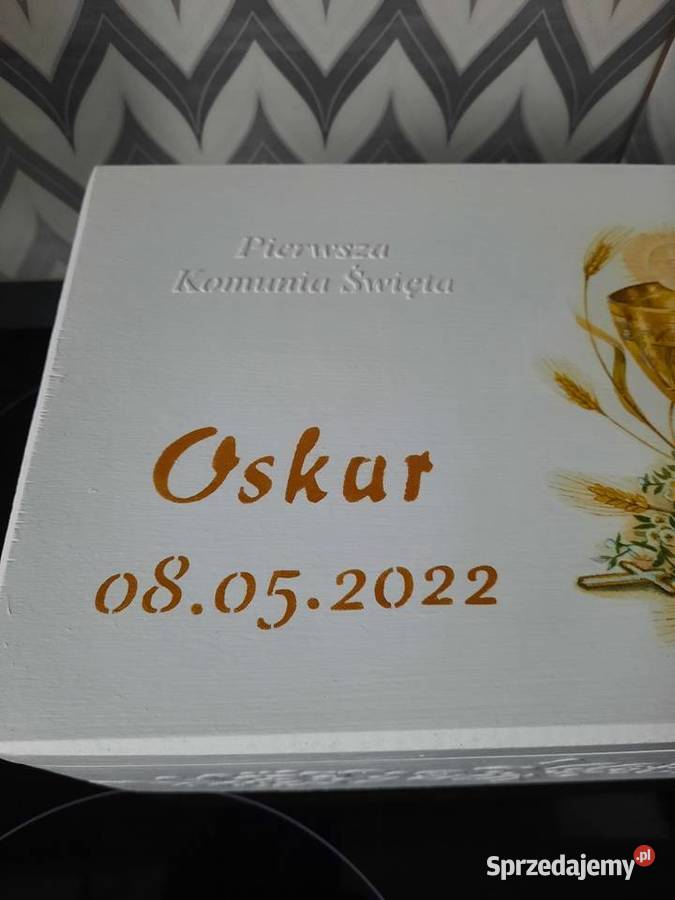 Pierwsza
Komunia Święta
Oskar
08.05.2022
Sprzedajemy.pl